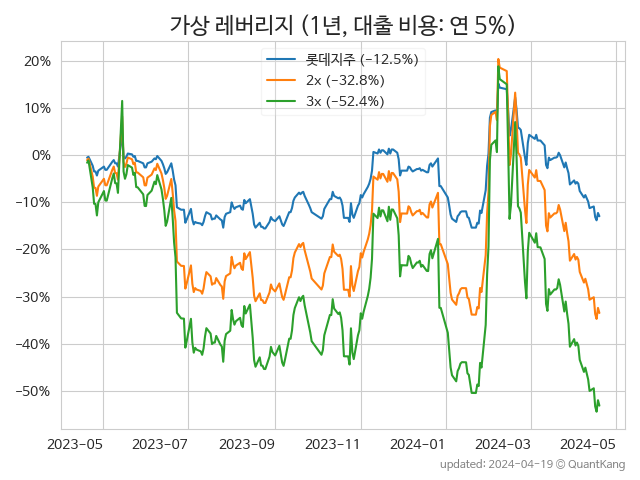 가상 레버리지 (1년, 대출 비용: 연 5%)
롯데지주 (-12.5%)
2x (-32.8%)
3x (-52.4%)
20%
10%
0%
-10%
-20%
-30%
-40%
-50%
2023-05 2023-07 2023-09 2023-11 2024-01 2024-03 2024-05
updated: 2024-04-19 © QuantKang